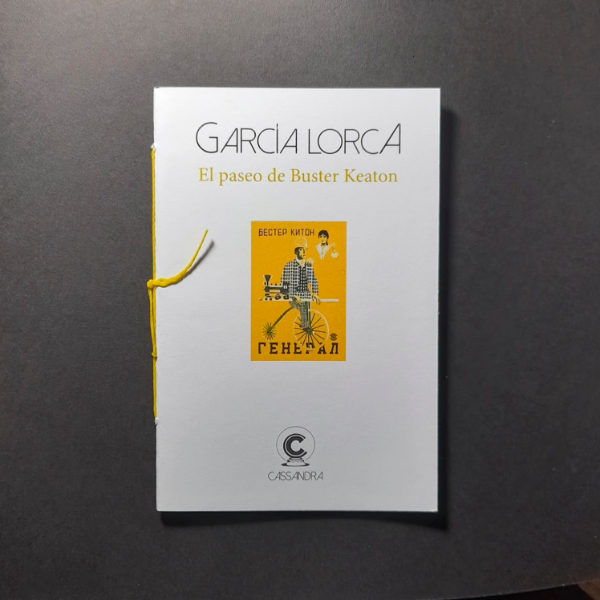 GARCÍA LORCA
El paseo de Buster Keaton
БЕСТЕР КИТОН
ГЕНЕРАЛ
C
CASSANDRA